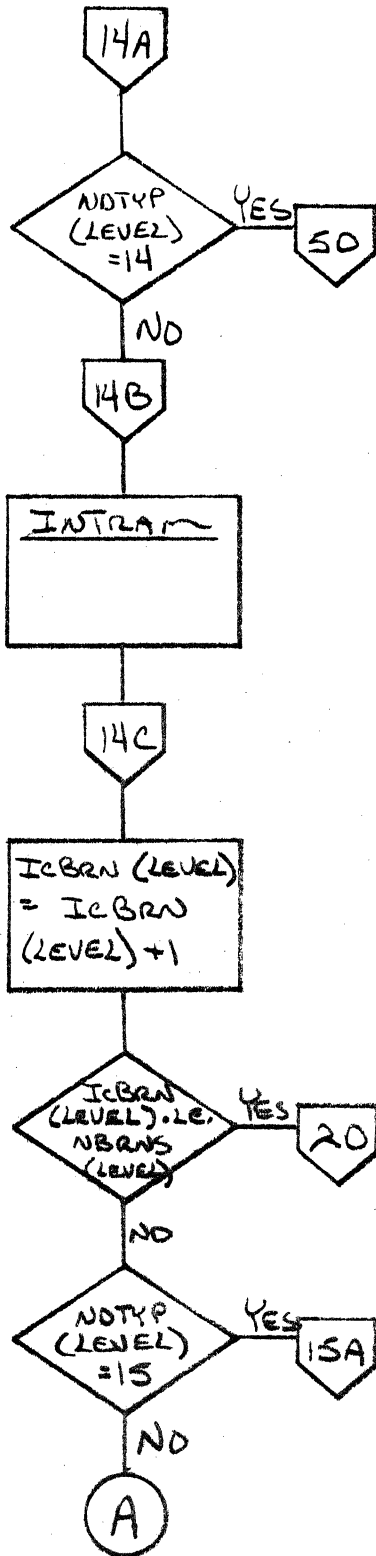 14A
NDTYP
(LEVEL)
=14
YES
50
NO
14B
INTRAN
14C
ICBRN (LEVEL)
= ICBRN
(LEVEL) +1
ICBRN
(LEVEL).LE.
NBRNS
(LEVEL)
YES
20
NO
NDTYP
(LEVEL)
=15
YES
15A
NO
A